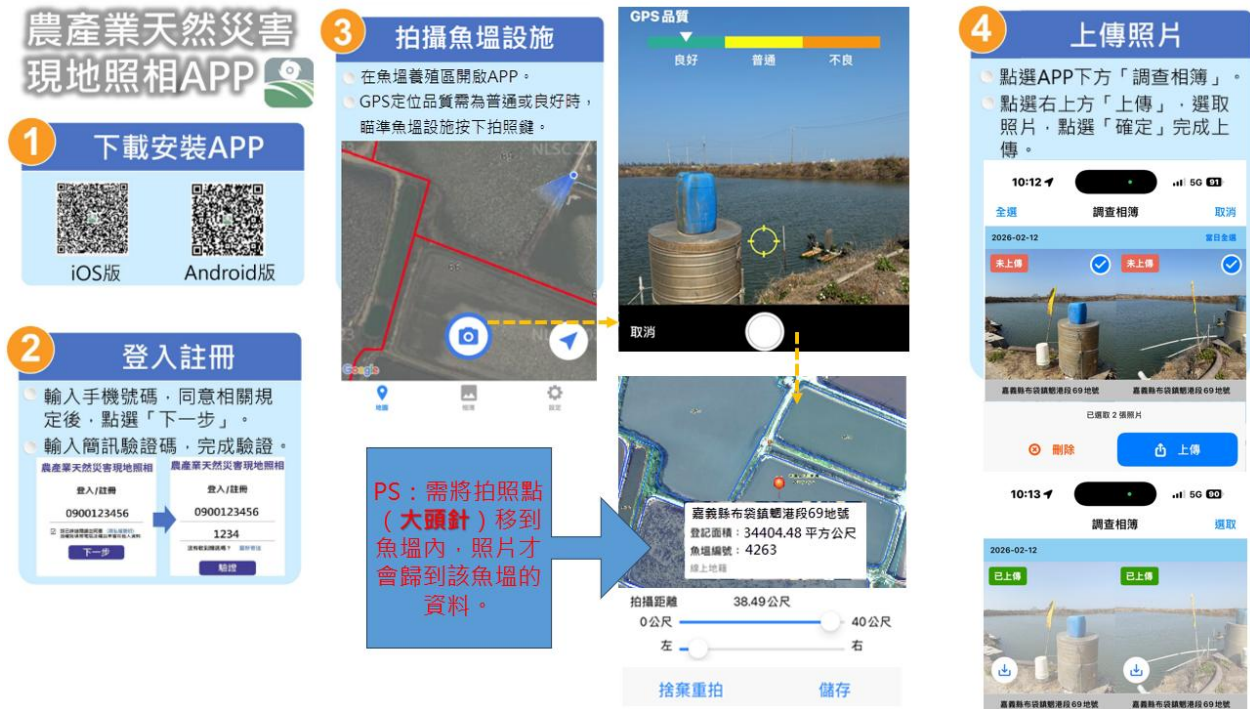 農產業天然災害
現地照相APP
1
下載安裝APP
iOS版
Android版
2
登入註冊
輸入手機號碼，同意相關規
定後，點選「下一步」。
輸入簡訊驗證碼，完成驗證。
農產業天然災害現地照相
登入/註冊
0900123456
下一步
農產業天然災害現地照相
登入/註冊
0900123456
1234
驗證
3
拍攝魚塭設施
在魚塭養殖區開啟APP。
GPS定位品質需為普通或良好時，
瞄準魚塭設施按下拍照鍵。
NLSC
Google
地圖
相簿
設定
PS：需將拍照點
（大頭針）移到
魚塭內，照片才
會歸到該魚塭的
資料。
GPS品質
良好
普通
不良
取消
嘉義縣布袋鎮鯤港段69地號
登記面積：34404.48 平方公尺
魚塭編號：4263
線上地籍
拍攝距離
38.49公尺
0公尺
40公尺
左
右
捨棄重拍
儲存
4
上傳照片
點選APP下方「調查相簿」。
點選右上方「上傳」，選取
照片，點選「確定」完成上
傳。
10:12
5G 91
全選
調查相簿
取消
2026-02-12
當日全選
未上傳
未上傳
嘉義縣布袋鎮鯤港段69地號
嘉義縣布袋鎮鯤港段69地號
已選取 2 張照片
刪除
上傳
10:13
5G 90
調查相簿
選取
2026-02-12
已上傳
已上傳
嘉義縣布袋鎮鯤港段69地號
嘉義縣布袋鎮鯤港段69地號